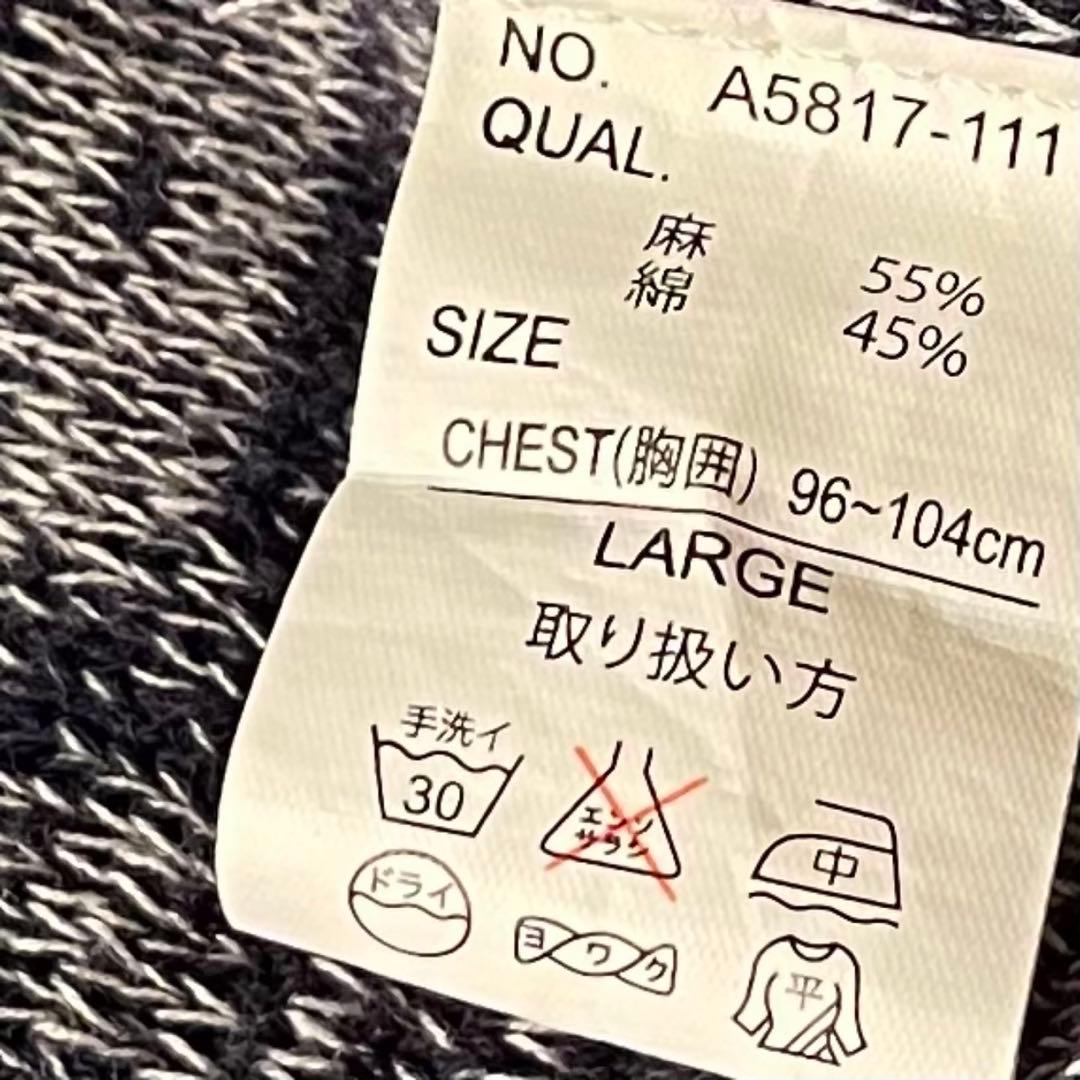 NO. A5817-111
QUAL.
麻 55%
綿 45%
SIZE
CHEST(胸囲) 96~104cm
LARGE
取り扱い方
手洗イ
30
エンソ
サラシ
中
ドライ
ヨワク
平